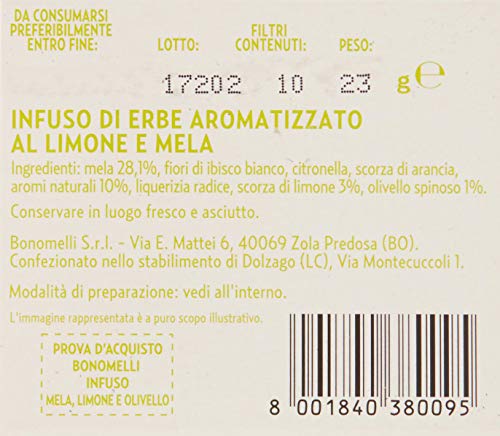 DA CONSUMARSI
PREFERIBILMENTE
ENTRO FINE:
LOTTO:
FILTRI
CONTENUTI:
PESO:
17202 10 23 g℮
INFUSO DI ERBE AROMATIZZATO
AL LIMONE E MELA
Ingredienti: mela 28,1%, fiori di ibisco bianco, citronella, scorza di arancia,
aromi naturali 10%, liquerizia radice, scorza di limone 3%, olivello spinoso 1%.
Conservare in luogo fresco e asciutto.
Bonomelli S.r.l. - Via E. Mattei 6, 40069 Zola Predosa (BO).
Confezionato nello stabilimento di Dolzago (LC), Via Montecuccoli 1.
Modalità di preparazione: vedi all'interno.
L'immagine rappresentata è a puro scopo illustrativo.
PROVA D'ACQUISTO
BONOMELLI
INFUSO
MELA, LIMONE E OLIVELLO
8 001840 380095